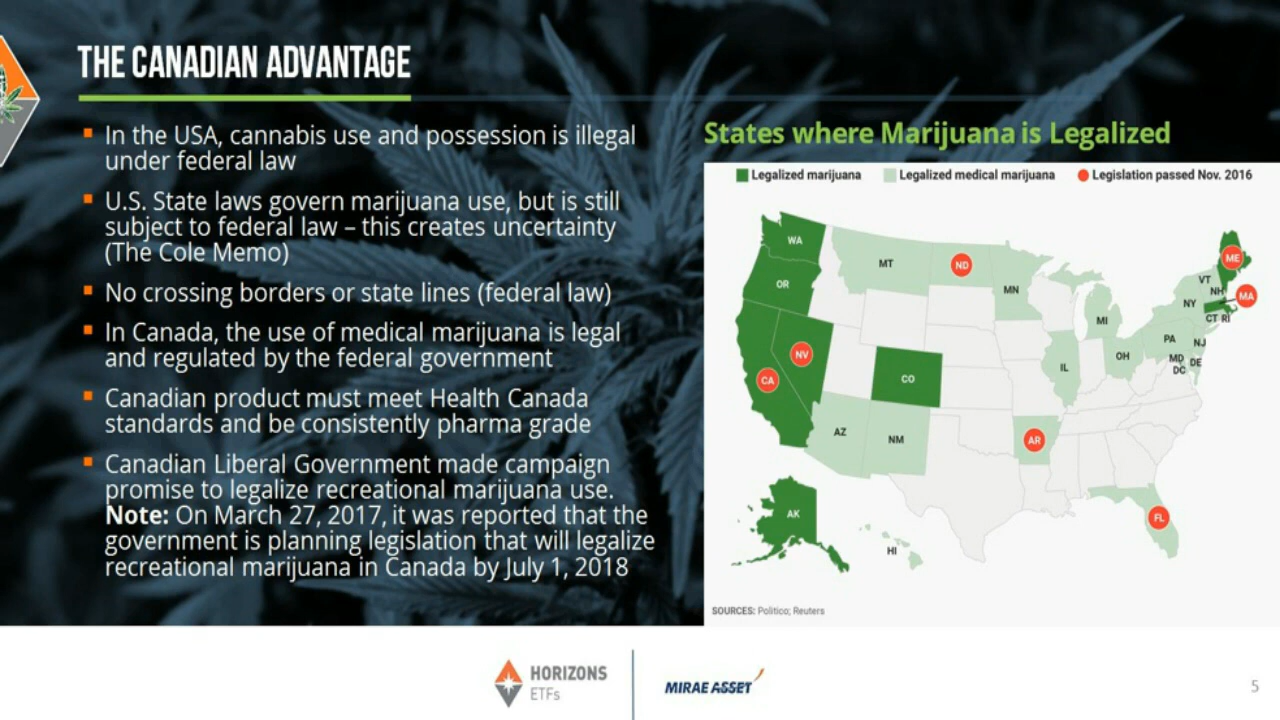 THE CANADIAN ADVANTAGE
In the USA, cannabis use and possession is illegal
under federal law
U.S. State laws govern marijuana use, but is still
subject to federal law – this creates uncertainty
(The Cole Memo)
No crossing borders or state lines (federal law)
In Canada, the use of medical marijuana is legal
and regulated by the federal government
Canadian product must meet Health Canada
standards and be consistently pharma grade
Canadian Liberal Government made campaign
promise to legalize recreational marijuana use.
Note: On March 27, 2017, it was reported that the
government is planning legislation that will legalize
recreational marijuana in Canada by July 1, 2018
States where Marijuana is Legalized
Legalized marijuana Legalized medical marijuana Legislation passed Nov. 2016
WA
ME
MT
ND
VT
OR
MN
NH
MA
NY
MI
CT RI
PA
NJ
NV
OH
MD
DE
IL
DC
CA
CO
AZ
NM
AR
AK
FL
HI
SOURCES: Politico; Reuters
HORIZONS
ETFs
MIRAE ASSET
5